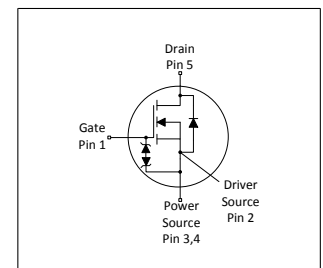 Drain
Pin 5
Gate
Pin 1
Driver
Source
Pin 2
Power
Source
Pin 3,4